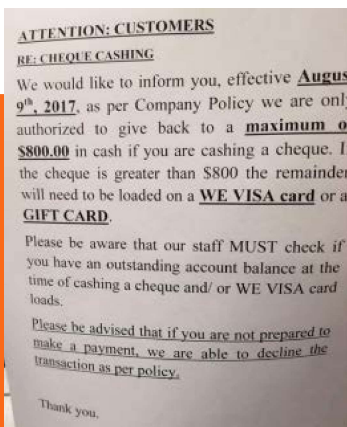 ATTENTION: CUSTOMERS
RE: CHEQUE CASHING
We would like to inform you, effective Augus
9th, 2017, as per Company Policy we are only
authorized to give back to a maximum o
$800.00 in cash if you are cashing a cheque. I
the cheque is greater than $800 the remainder
will need to be loaded on a WE VISA card or a
GIFT CARD.
Please be aware that our staff MUST check if
you have an outstanding account balance at the
time of cashing a cheque and/ or WE VISA card
loads.
Please be advised that if you are not prepared to
make a payment, we are able to decline the
transaction as per policy.
Thank you,